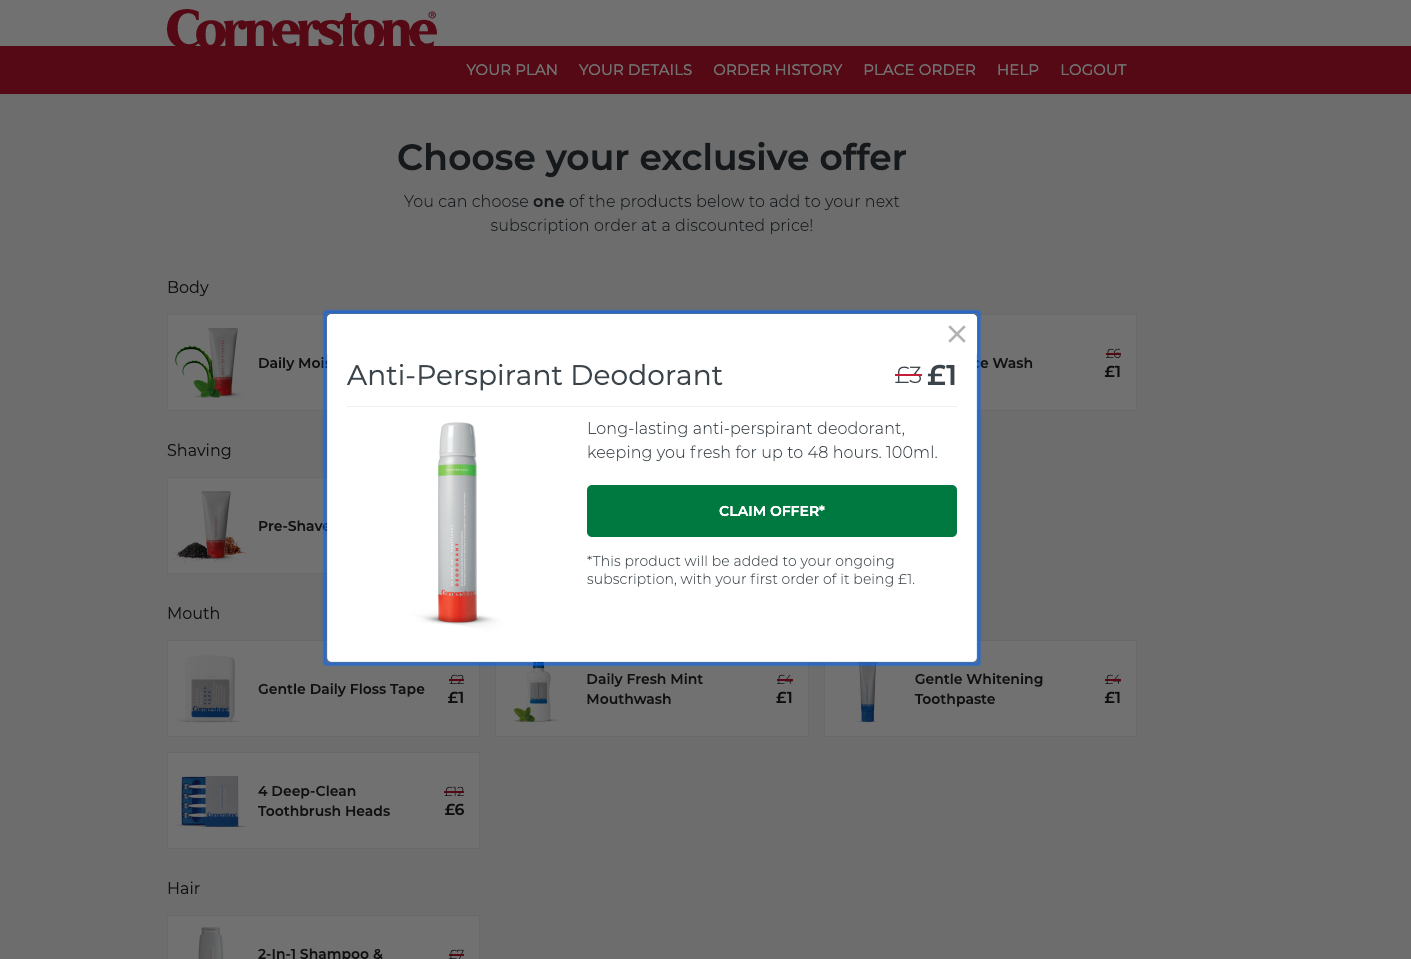 Cornerstone®
YOUR PLAN YOUR DETAILS ORDER HISTORY PLACE ORDER HELP LOGOUT
Choose your exclusive offer
You can choose one of the products below to add to your next
subscription order at a discounted price!
Body
Daily
£6
Wash £1
Anti-Perspirant Deodorant £3 £1
Long-lasting anti-perspirant deodorant,
keeping you fresh for up to 48 hours. 100ml.
CLAIM OFFER*
*This product will be added to your ongoing
subscription, with your first order of it being £1.
DEODORANT
Cornerstone
Shaving
Pre-Shave
Mouth
Gentle Daily Floss Tape
£2
£1
Daily Fresh Mint
Mouthwash
£4
£1
Gentle Whitening
Toothpaste
£4
£1
4 Deep-Clean
Toothbrush Heads
£12
£6
Hair
2-In-1 Shampoo &
£7